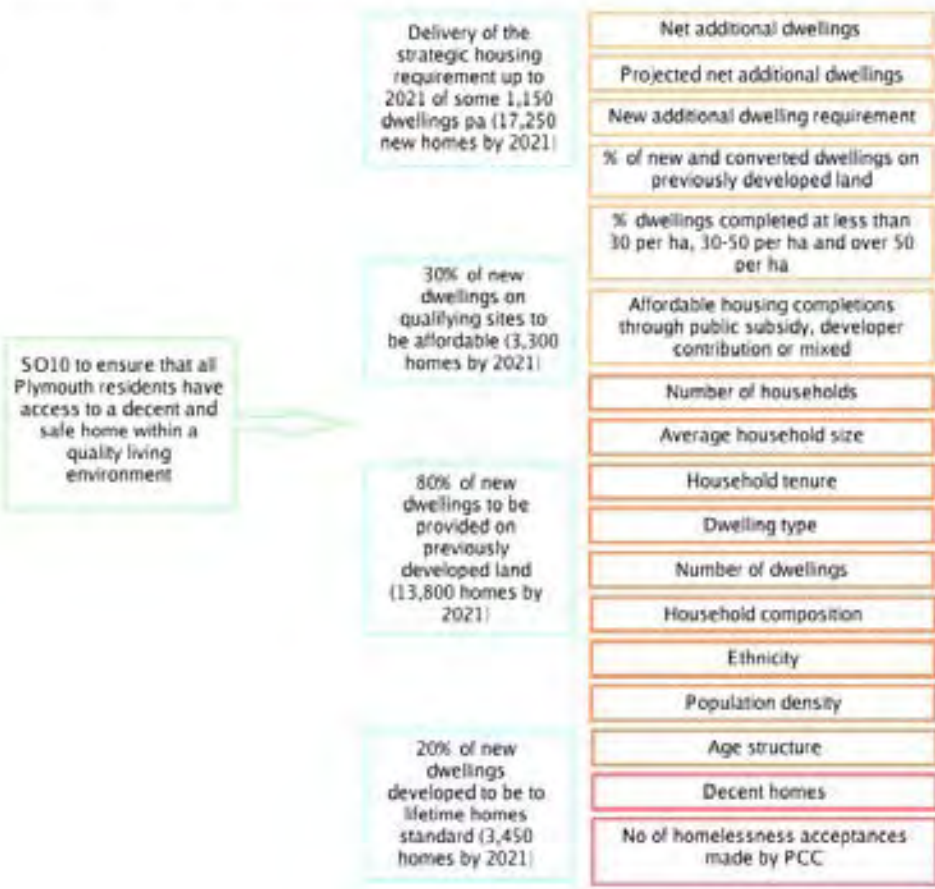 SO10 to ensure that all
Plymouth residents have
access to a decent and
safe home within a
quality living
environment
Delivery of the
strategic housing
requirement up to
2021 of some 1,150
dwellings pa (17,250
new homes by 2021)
30% of new
dwellings on
qualifying sites to
be affordable (3,300
homes by 2021)
80% of new
dwellings to be
provided on
previously
developed land
(13,800 homes by
2021)
20% of new
dwellings
developed to be to
lifetime homes
standard (3,450
homes by 2021)
Net additional dwellings
Projected net additional dwellings
New additional dwelling requirement
% of new and converted dwellings on
previously developed land
% dwellings completed at less than
30 per ha, 30-50 per ha and over 50
per ha
Affordable housing completions
through public subsidy, developer
contribution or mixed
Number of households
Average household size
Household tenure
Dwelling type
Number of dwellings
Household composition
Ethnicity
Population density
Age structure
Decent homes
No of homelessness acceptances
made by PCC